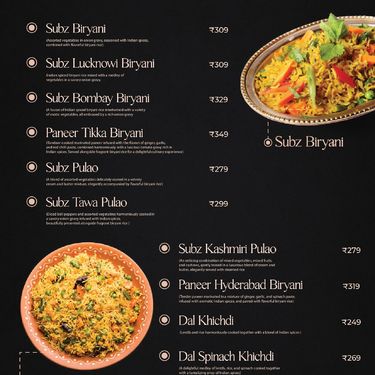 Subz Biryani ₹309
(Assorted vegetables in onion gravy, seasoned with Indian spices,
combined with flavorful biryani rice)
Subz Lucknowi Biryani ₹309
(Indian spiced biryani rice mixed with a medley of
vegetables in a savory onion gravy.
Subz Bombay Biryani ₹329
(A fusion of Indian spiced biryani rice intertwined with a variety
of exotic vegetables, all embraced by a rich onion gravy
Paneer Tikka Biryani ₹349
(Tandoor-cooked marinated paneer infused with the flavors of ginger, garlic,
and red chili paste, combined harmoniously with a luscious tomato gravy rich in
Indian spices. Served alongside fragrant biryani rice for a delightful culinary experience)
Subz Pulao ₹279
(A blend of assorted vegetables delicately stewed in a velvety
cream and butter mixture, elegantly accompanied by flavorful biryani rice)
Subz Tawa Pulao ₹299
(Diced bell peppers and assorted vegetables harmoniously cooked in
a savory onion gravy infused with Indian spices,
beautifully presented alongside fragrant biryani rice)
Subz Biryani
Subz Kashmiri Pulao ₹279
(An enticing combination of mixed vegetables, mixed fruits,
and cashews, gently bathed in a luxurious blend of cream and
butter, elegantly served with steamed rice
Paneer Hyderabad Biryani ₹319
(Tender paneer marinated in a mixture of ginger, garlic, and spinach paste,
infused with aromatic Indian spices, and paired with flavorful biryani rice)
Dal Khichdi ₹249
(Lentils and rice harmoniously cooked together with a blend of Indian spices)
Dal Spinach Khichdi ₹269
(A delightful medley of lentils, rice, and spinach cooked together
with a tantalizing array of Indian spices)